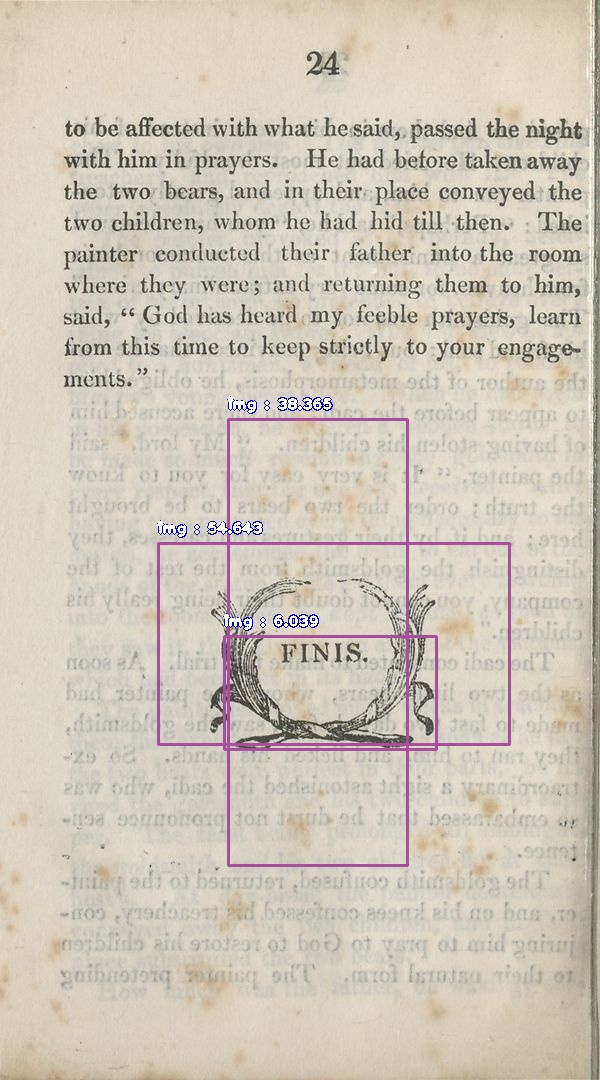 24
to be affected with what he said, passed the night
with him in prayers. He had before taken away
the two bears, and in their place conveyed the
two children, whom he had hid till then. The
painter conducted their father into the room
where they were; and returning them to him,
said, “ God has heard my feeble prayers, learn
from this time to keep strictly to your engage-
ments.”
img : 38.365
img : 54.643
img : 6.039
FINIS.